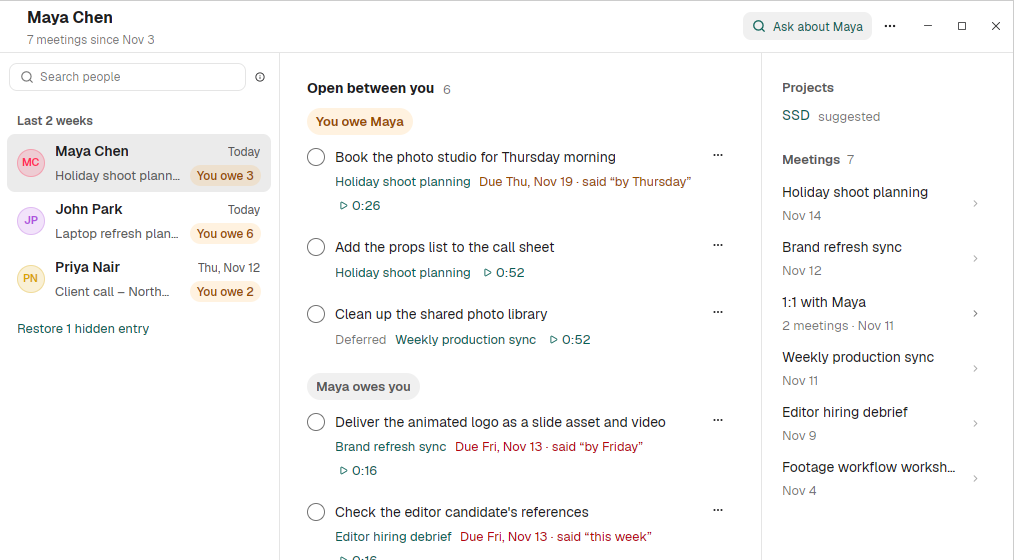 Maya Chen
7 meetings since Nov 3
Ask about Maya
Search people
Last 2 weeks
MC
Maya Chen
Today
Holiday shoot plann...
You owe 3
JP
John Park
Today
Laptop refresh plan...
You owe 6
PN
Priya Nair
Thu, Nov 12
Client call – North...
You owe 2
Restore 1 hidden entry
Open between you 6
You owe Maya
Book the photo studio for Thursday morning
Holiday shoot planning Due Thu, Nov 19 · said “by Thursday”
0:26
Add the props list to the call sheet
Holiday shoot planning 0:52
Clean up the shared photo library
Deferred Weekly production sync 0:52
Maya owes you
Deliver the animated logo as a slide asset and video
Brand refresh sync Due Fri, Nov 13 · said “by Friday”
0:16
Check the editor candidate's references
Editor hiring debrief Due Fri, Nov 13 · said “this week”
0:16
Projects
SSD suggested
Meetings 7
Holiday shoot planning
Nov 14
Brand refresh sync
Nov 12
1:1 with Maya
2 meetings · Nov 11
Weekly production sync
Nov 11
Editor hiring debrief
Nov 9
Footage workflow worksh...
Nov 4